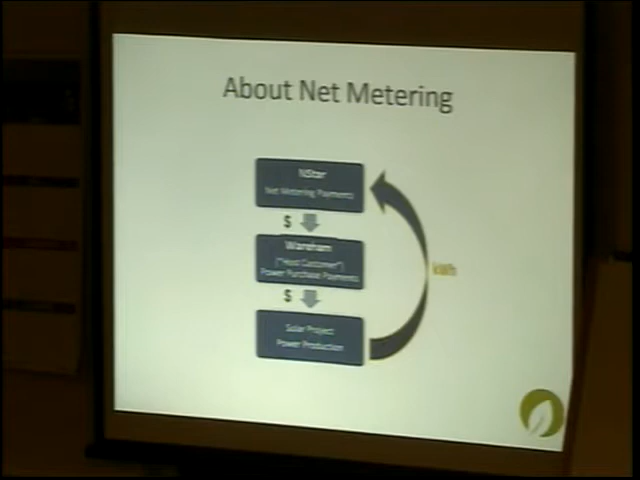 About Net Metering
NStar
Net Metering Payments
$
Wareham
("Host Customer")
Power Purchase Payments
kWh
$
Solar Project
Power Production